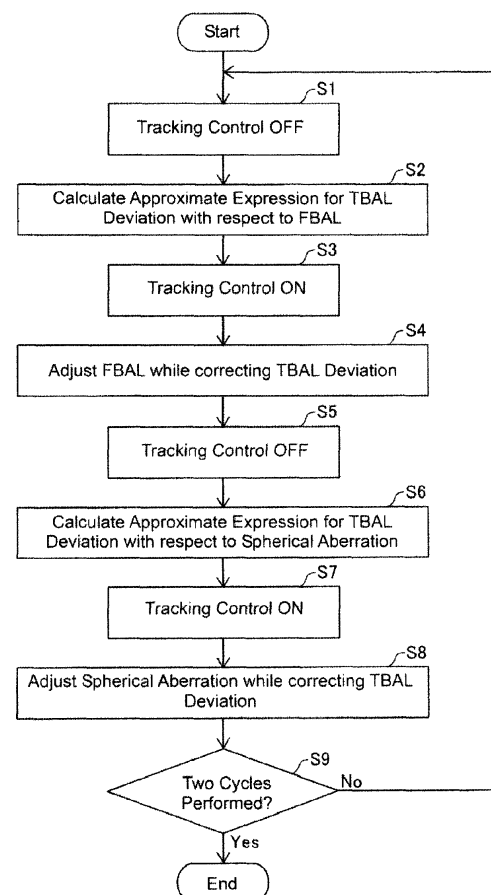 Start
S1
Tracking Control OFF
S2
Calculate Approximate Expression for TBAL
Deviation with respect to FBAL
S3
Tracking Control ON
S4
Adjust FBAL while correcting TBAL Deviation
S5
Tracking Control OFF
S6
Calculate Approximate Expression for TBAL
Deviation with respect to Spherical Aberration
S7
Tracking Control ON
S8
Adjust Spherical Aberration while correcting TBAL
Deviation
S9
Two Cycles
Performed?
No
Yes
End